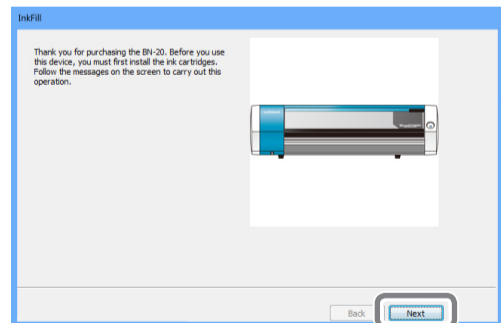 InkFill
Thank you for purchasing the BN-20. Before you use
this device, you must first install the ink cartridges.
Follow the messages on the screen to carry out this
operation.
Back
Next